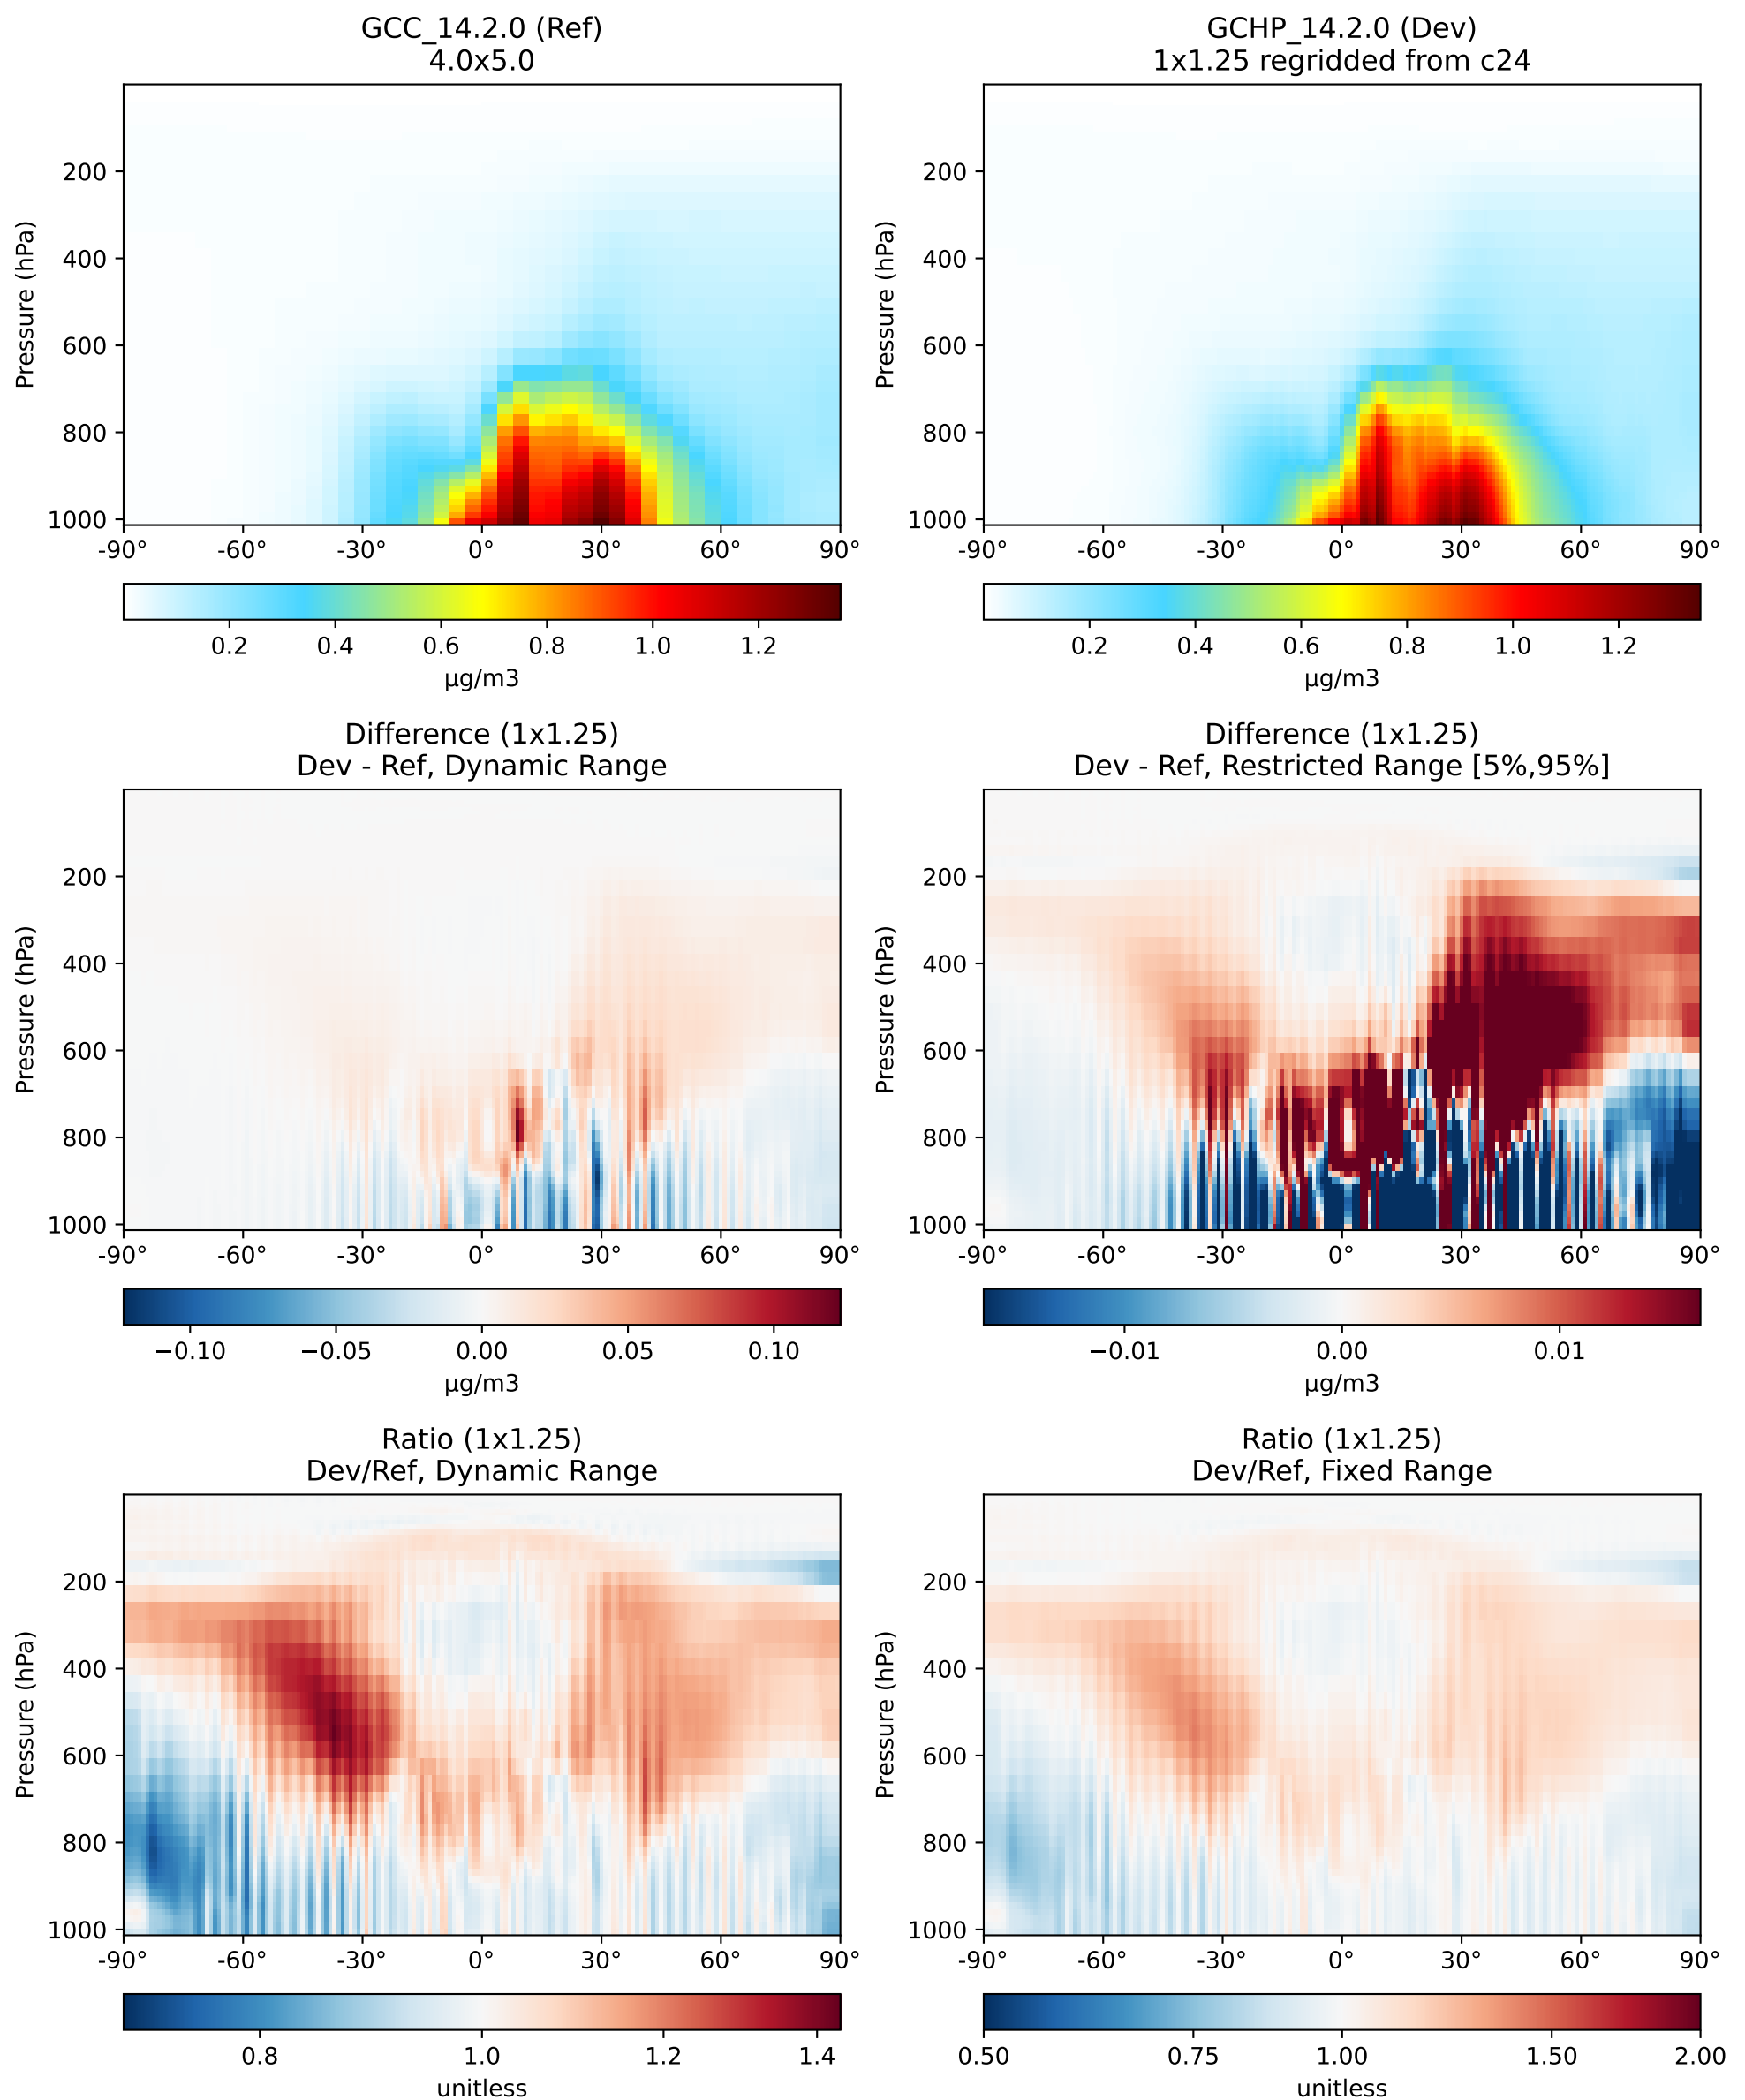 GCC_14.2.0 (Ref)
4.0x5.0
GCHP_14.2.0 (Dev)
1x1.25 regridded from c24
Pressure (hPa)
200
400
600
800
1000
-90° -60° -30° 0° 30° 60° 90°
0.2 0.4 0.6 0.8 1.0 1.2
µg/m3
Pressure (hPa)
200
400
600
800
1000
-90° -60° -30° 0° 30° 60° 90°
0.2 0.4 0.6 0.8 1.0 1.2
µg/m3
Difference (1x1.25)
Dev - Ref, Dynamic Range
Pressure (hPa)
200
400
600
800
1000
-90° -60° -30° 0° 30° 60° 90°
−0.10 −0.05 0.00 0.05 0.10
µg/m3
Difference (1x1.25)
Dev - Ref, Restricted Range [5%,95%]
Pressure (hPa)
200
400
600
800
1000
-90° -60° -30° 0° 30° 60° 90°
−0.01 0.00 0.01
µg/m3
Ratio (1x1.25)
Dev/Ref, Dynamic Range
Pressure (hPa)
200
400
600
800
1000
-90° -60° -30° 0° 30° 60° 90°
0.8 1.0 1.2 1.4
unitless
Ratio (1x1.25)
Dev/Ref, Fixed Range
Pressure (hPa)
200
400
600
800
1000
-90° -60° -30° 0° 30° 60° 90°
0.50 0.75 1.00 1.50 2.00
unitless